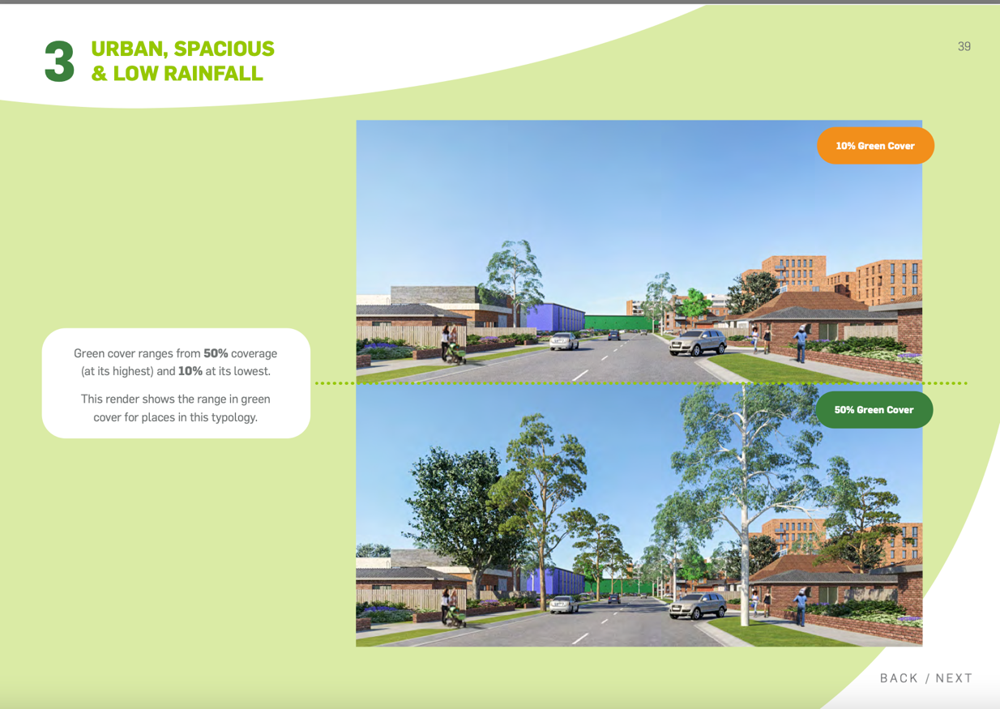 3
URBAN, SPACIOUS
& LOW RAINFALL
39
10% Green Cover
Green cover ranges from 50% coverage
(at its highest) and 10% at its lowest.
This render shows the range in green
cover for places in this typology.
50% Green Cover
BACK / NEXT